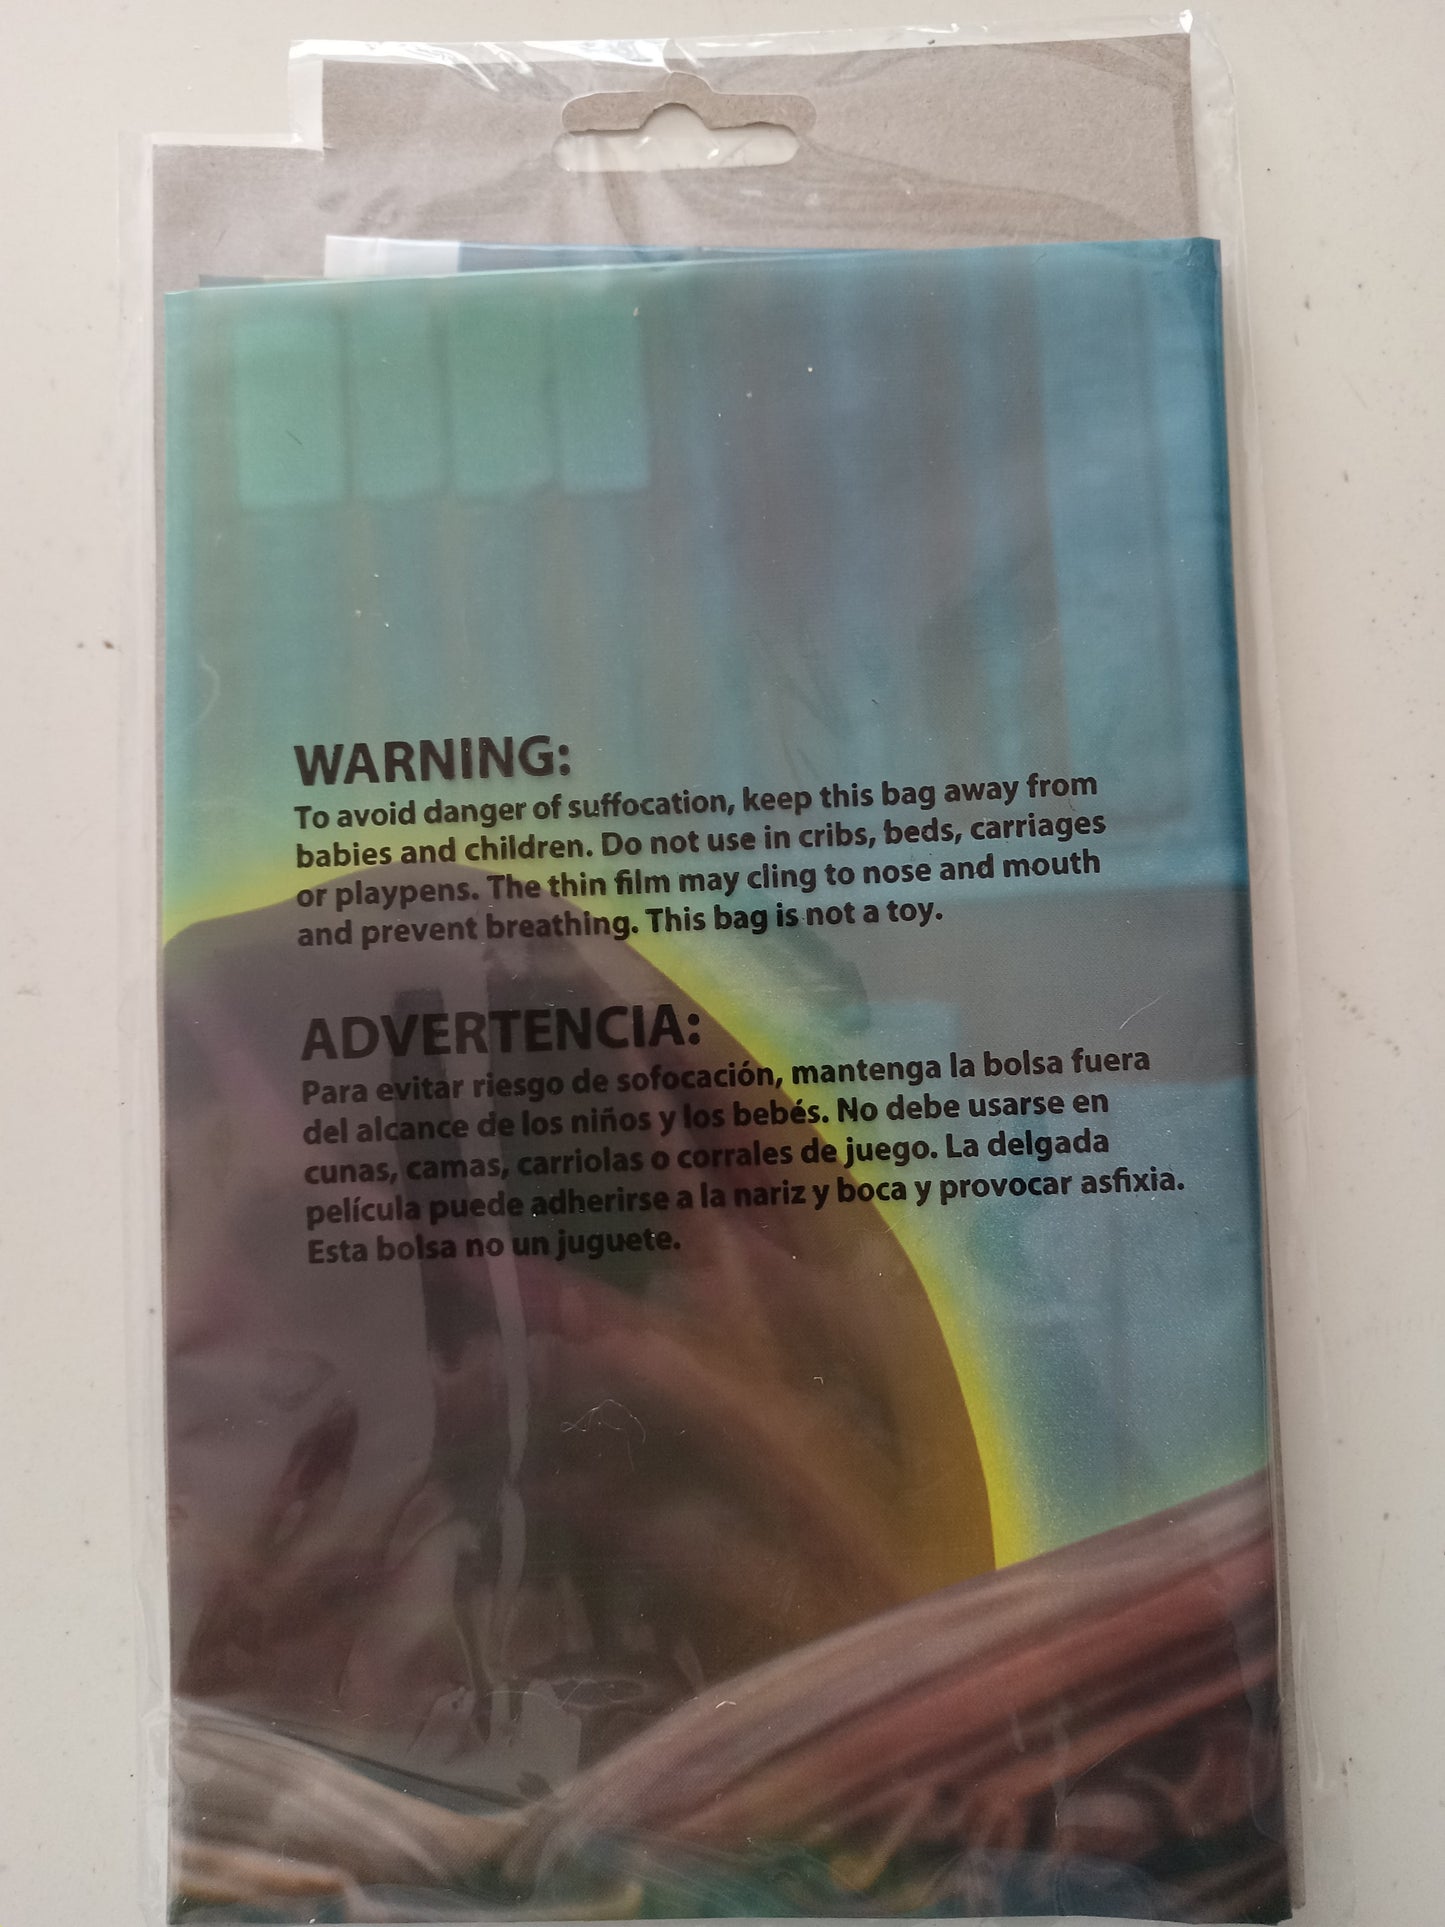 WARNING:
To avoid danger of suffocation, keep this bag away from
babies and children. Do not use in cribs, beds, carriages
or playpens. The thin film may cling to nose and mouth
and prevent breathing. This bag is not a toy.
ADVERTENCIA:
Para evitar riesgo de sofocación, mantenga la bolsa fuera
del alcance de los niños y los bebés. No debe usarse en
cunas, camas, carriolas o corrales de juego. La delgada
película puede adherirse a la nariz y boca y provocar asfixia.
Esta bolsa no un juguete.